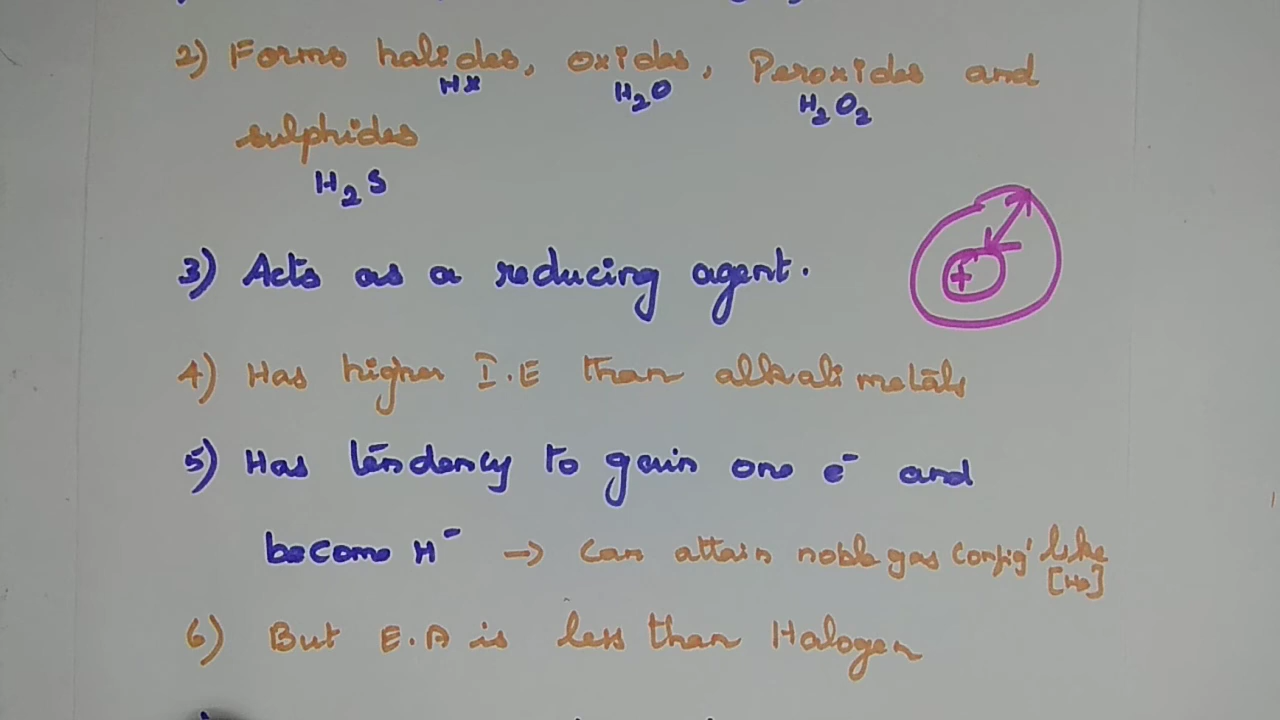 2) Forms halides, oxides, Peroxides and
HX H₂O H₂O₂
sulphides
H₂S
3) Acts as a reducing agent.
+
4) Has higher I.E than alkali metals
5) Has tendency to gain one e⁻ and
become H⁻ → Can attain noble gas config' like
[He]
6) But E.A is less than Halogen